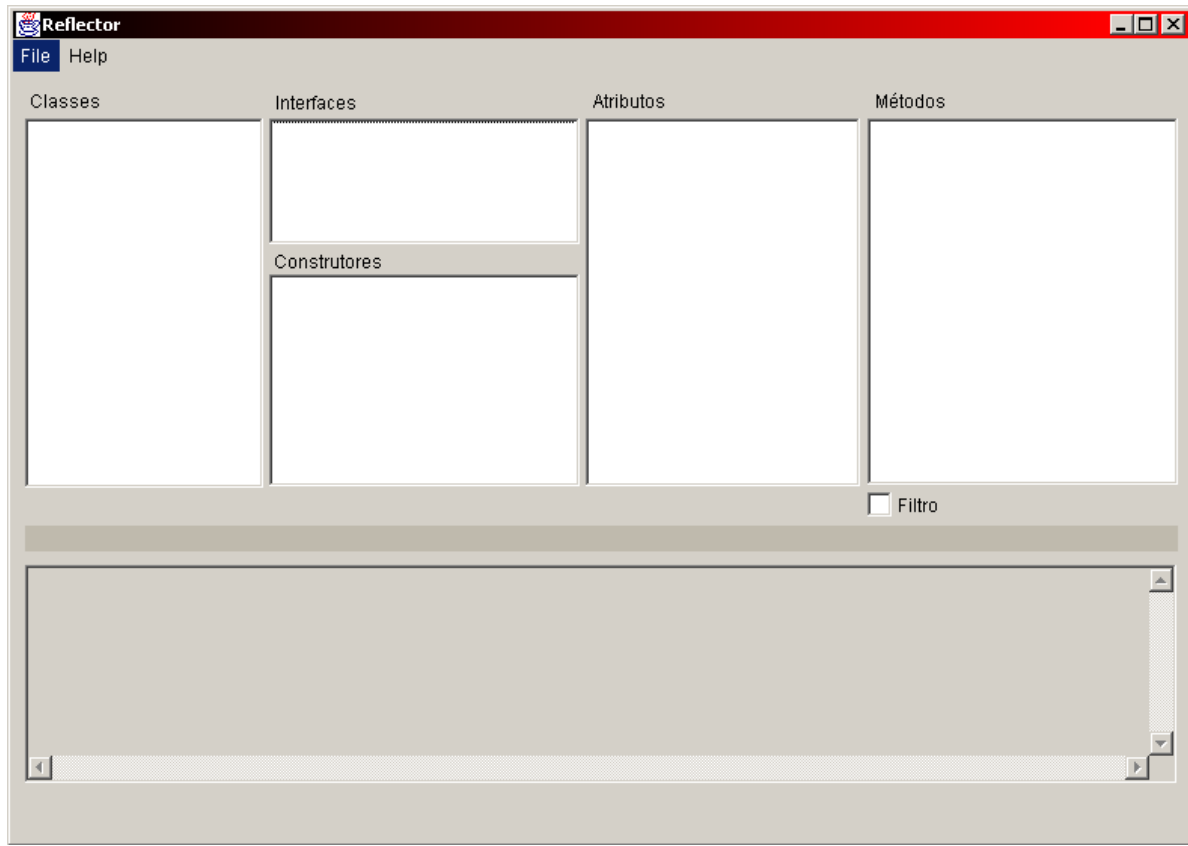 Reflector
File Help
Classes
Interfaces
Atributos
Métodos
Construtores
Filtro